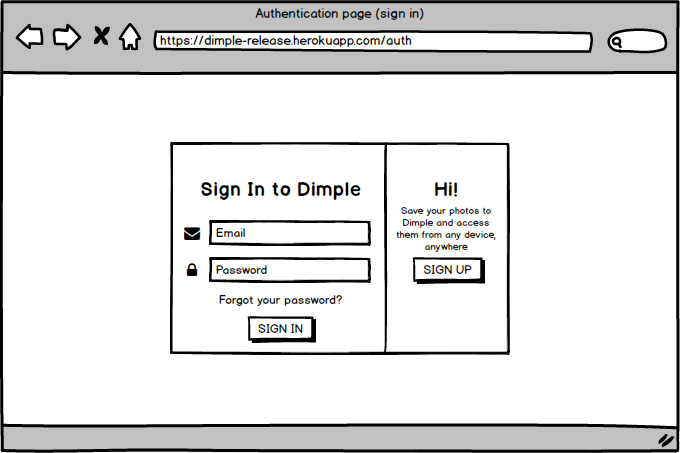 Authentication page (sign in)
https://dimple-release.herokuapp.com/auth
Sign In to Dimple
Email
Password
Forgot your password?
SIGN IN
Hi!
Save your photos to
Dimple and access
them from any device,
anywhere
SIGN UP